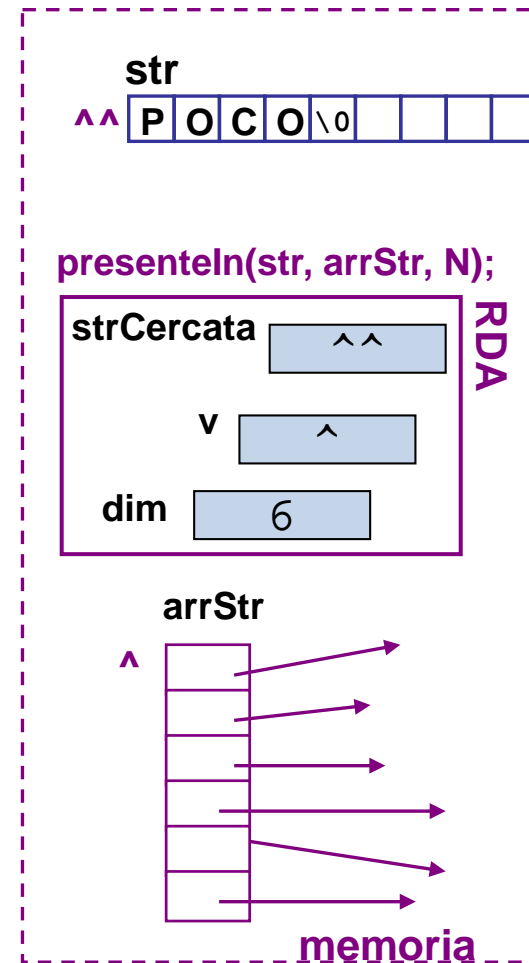 str
^^ P O C O \0
presenteIn(str, arrStr, N);
RDA
strCercata ^^
v ^
dim 6
arrStr
^
memoria